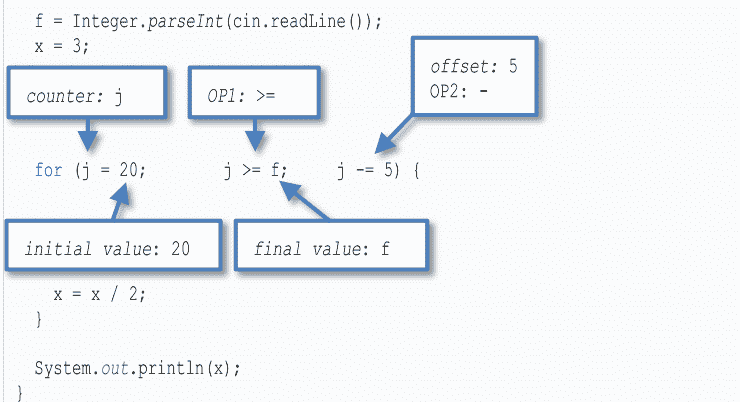 f = Integer.parseInt(cin.readLine());
x = 3;
counter: j
OP1: >=
offset: 5
OP2: -
for (j = 20; j >= f; j -= 5) {
initial value: 20
final value: f
x = x / 2;
}
System.out.println(x);
}